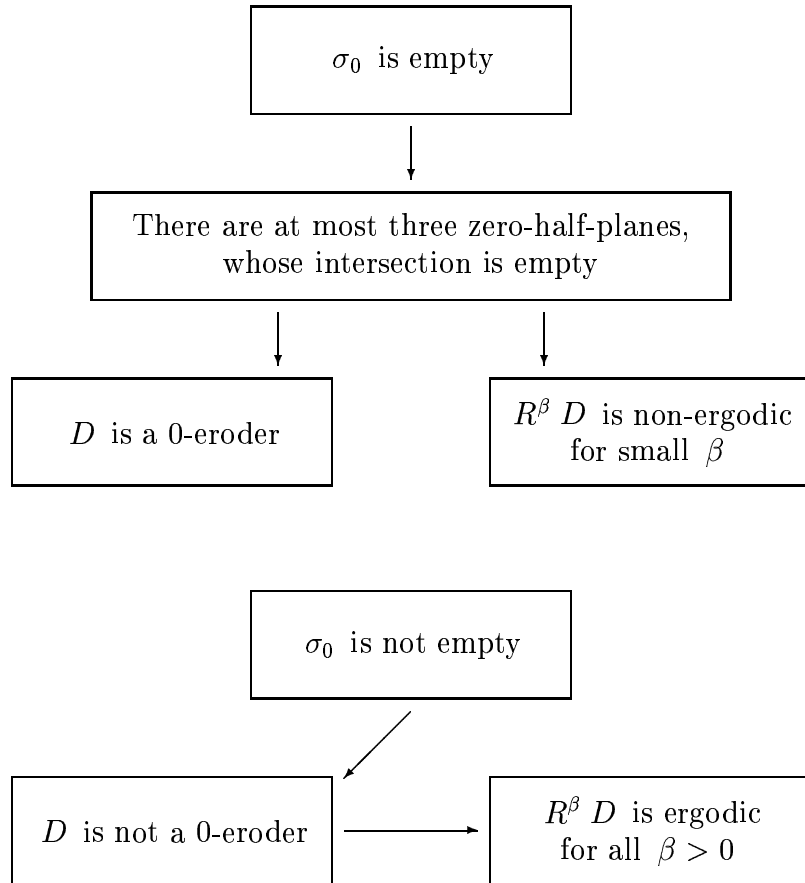 σ₀ is empty
There are at most three zero-half-planes,
whose intersection is empty
D is a 0-eroder
R^β D is non-ergodic
for small β
σ₀ is not empty
D is not a 0-eroder
R^β D is ergodic
for all β > 0